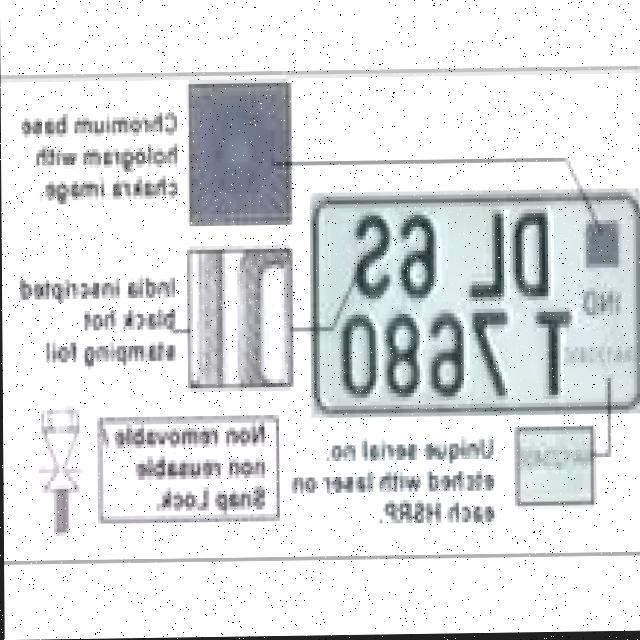 Chromium base
hologram with
chakra image.
DL 6S
T 7680
IND
India inscripted
black hot
stamping foil
Unique serial no.
etched with laser on
each HSRP.
Non removable /
non reusable
Snap Lock.